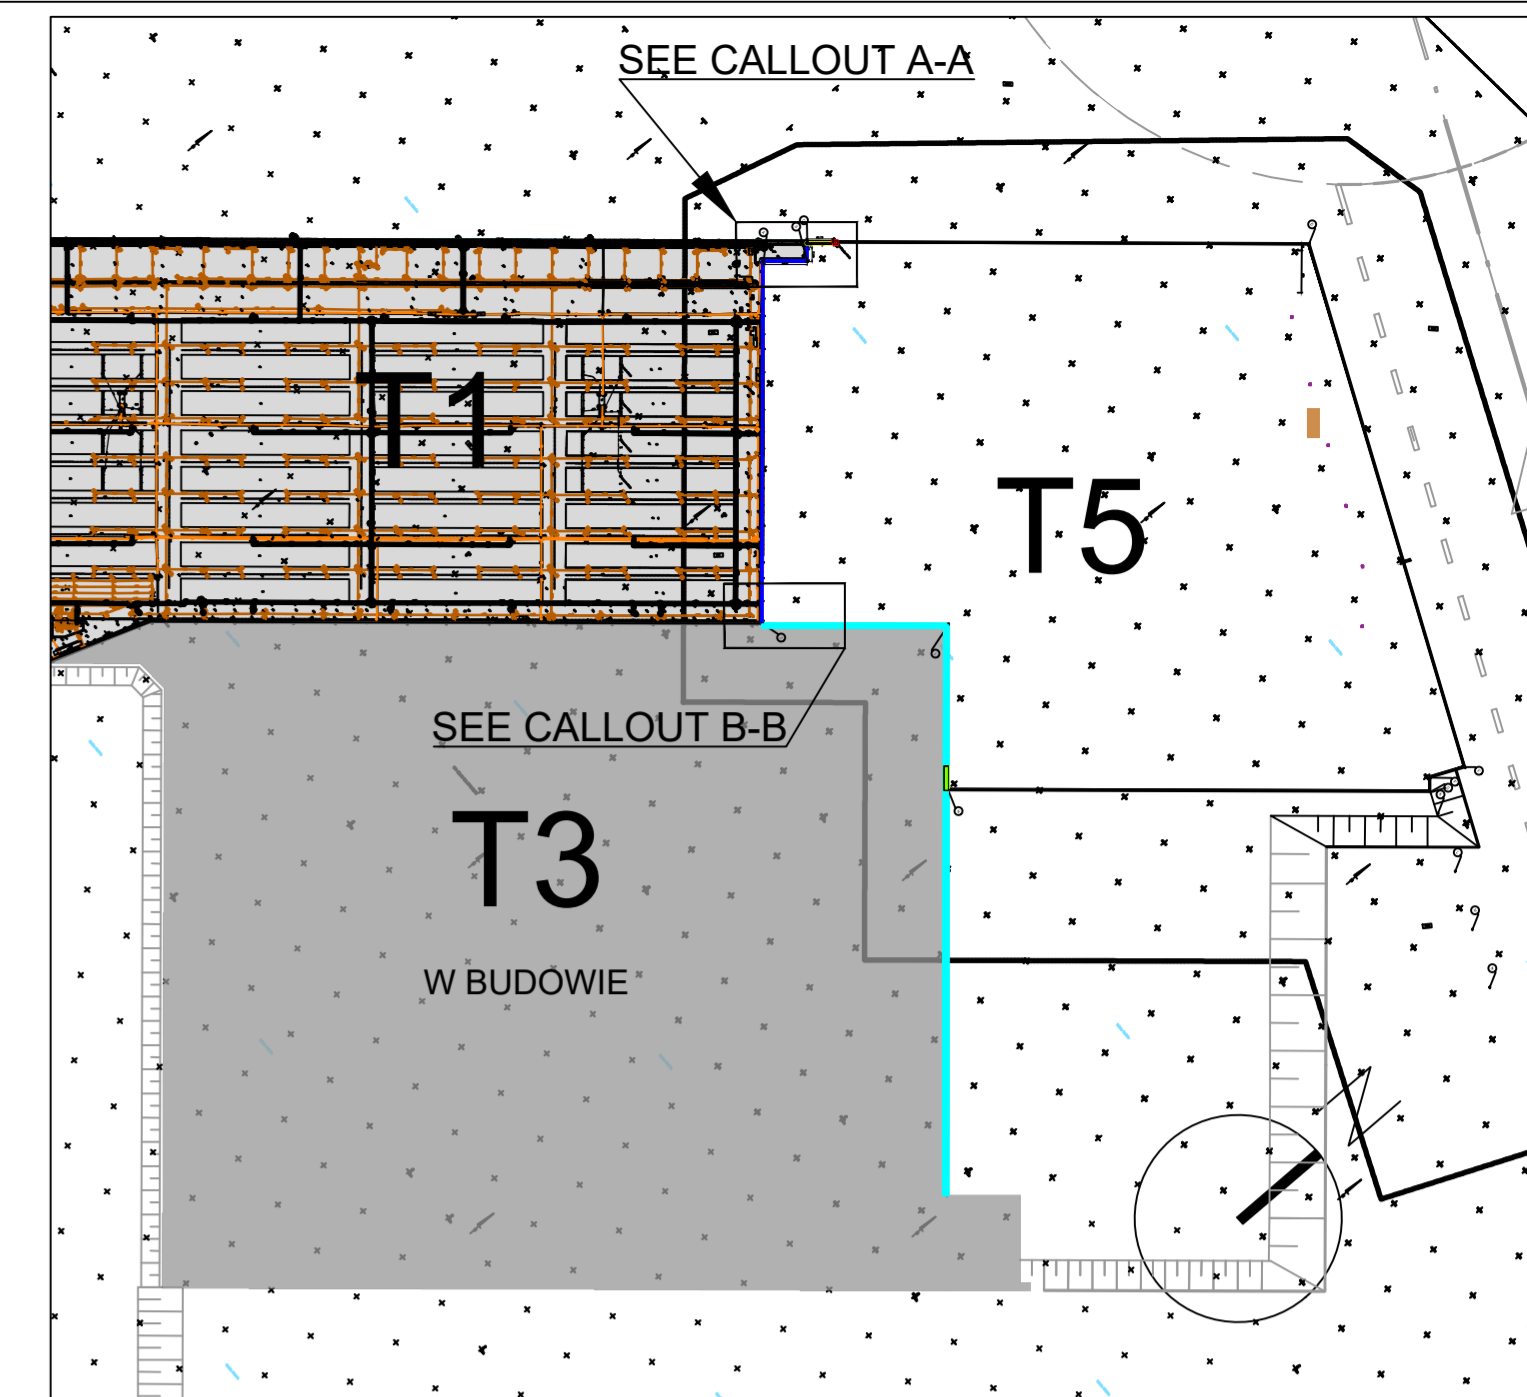 SEE CALLOUT A-A
T1
T5
SEE CALLOUT B-B
T3
W BUDOWIE